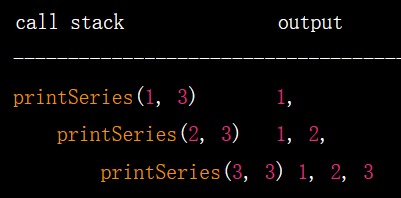 call stack output
---------------------------------------
printSeries(1, 3) 1,
printSeries(2, 3) 1, 2,
printSeries(3, 3) 1, 2, 3